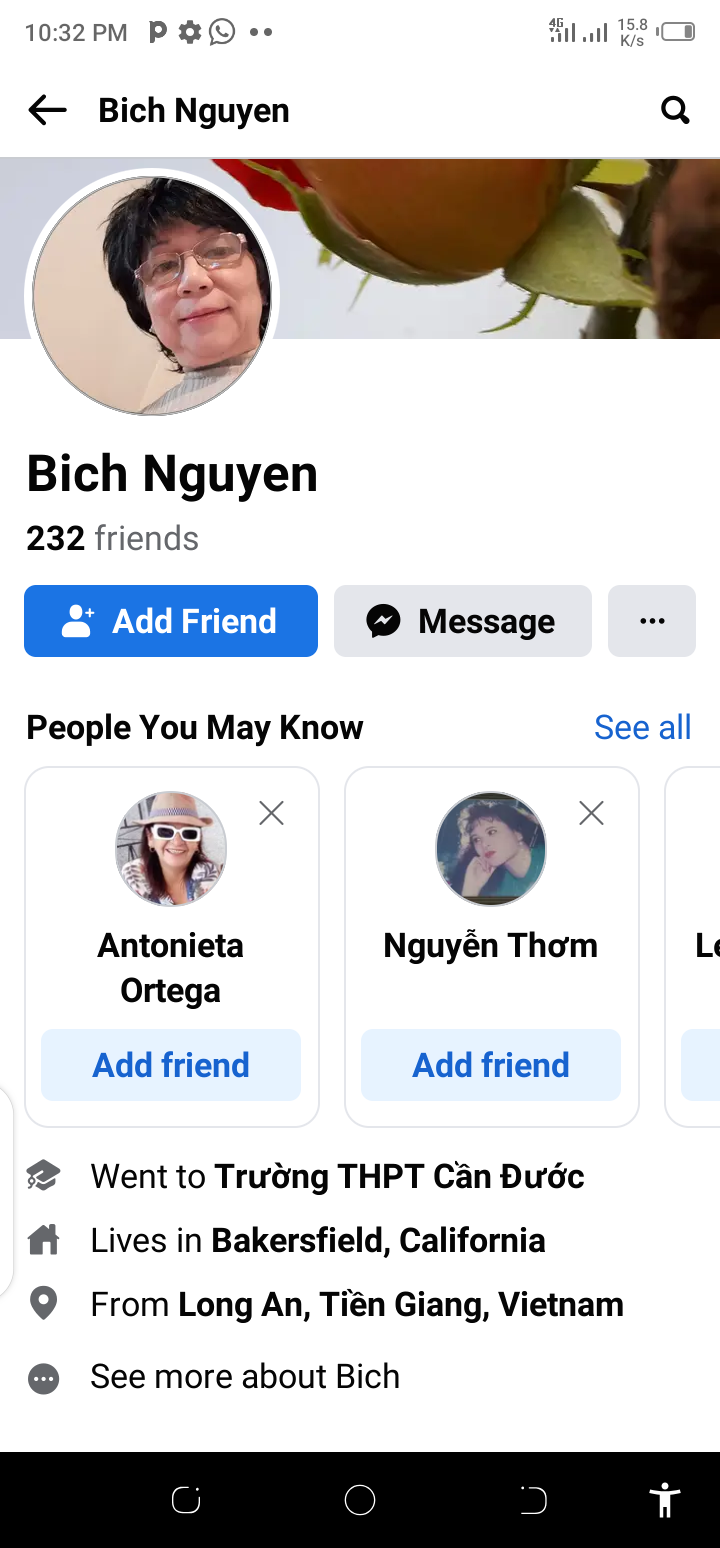 10:32 PM
4G
15.8
K/s
Bich Nguyen
Bich Nguyen
232 friends
Add Friend
Message
People You May Know
See all
Antonieta
Ortega
Nguyễn Thơm
Le
Add friend
Add friend
Went to Trường THPT Cần Đước
Lives in Bakersfield, California
From Long An, Tiền Giang, Vietnam
See more about Bich